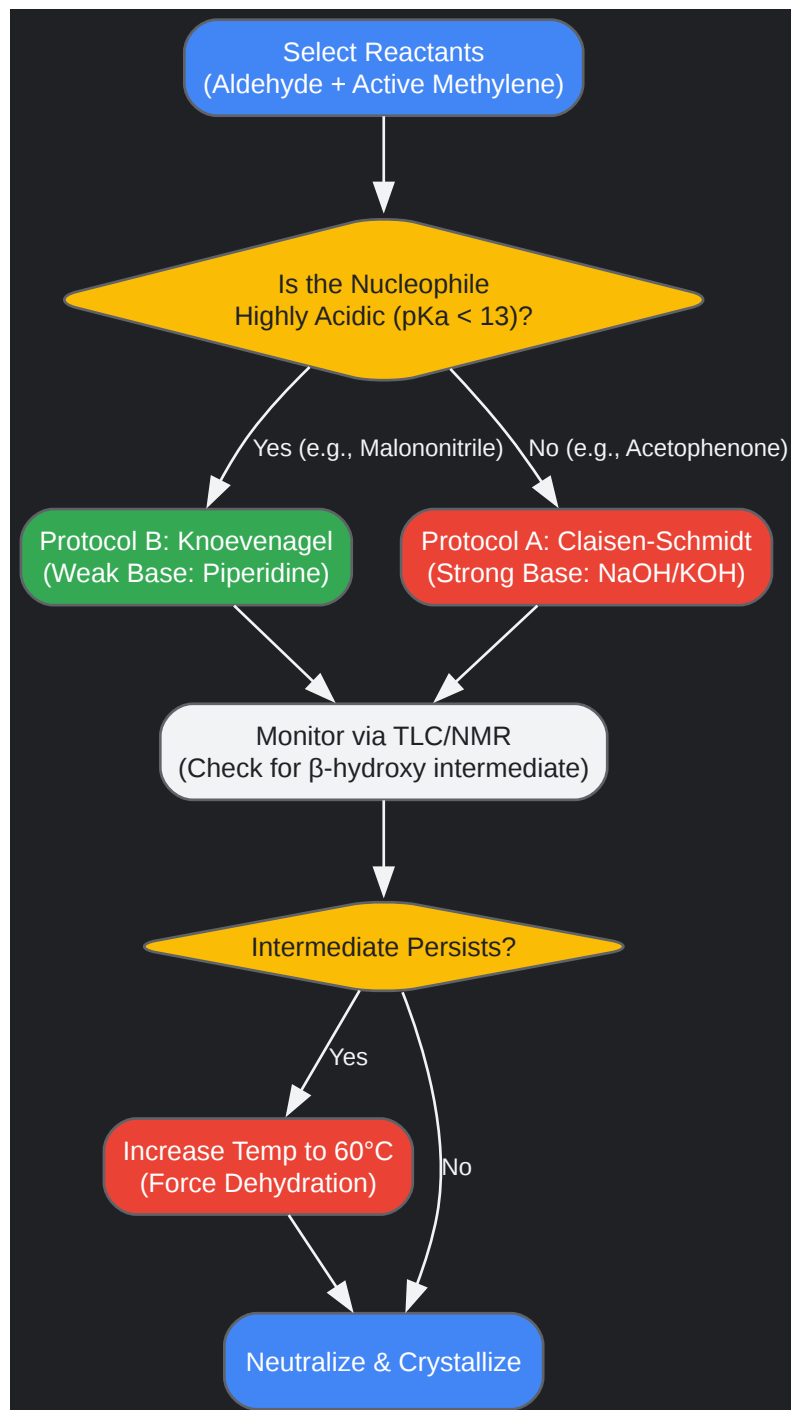 Select Reactants
(Aldehyde + Active Methylene)
Is the Nucleophile
Highly Acidic (pKa < 13)?
Yes (e.g., Malononitrile)
No (e.g., Acetophenone)
Protocol B: Knoevenagel
(Weak Base: Piperidine)
Protocol A: Claisen-Schmidt
(Strong Base: NaOH/KOH)
Monitor via TLC/NMR
(Check for β-hydroxy intermediate)
Intermediate Persists?
Yes
Increase Temp to 60°C
(Force Dehydration)
No
Neutralize & Crystallize